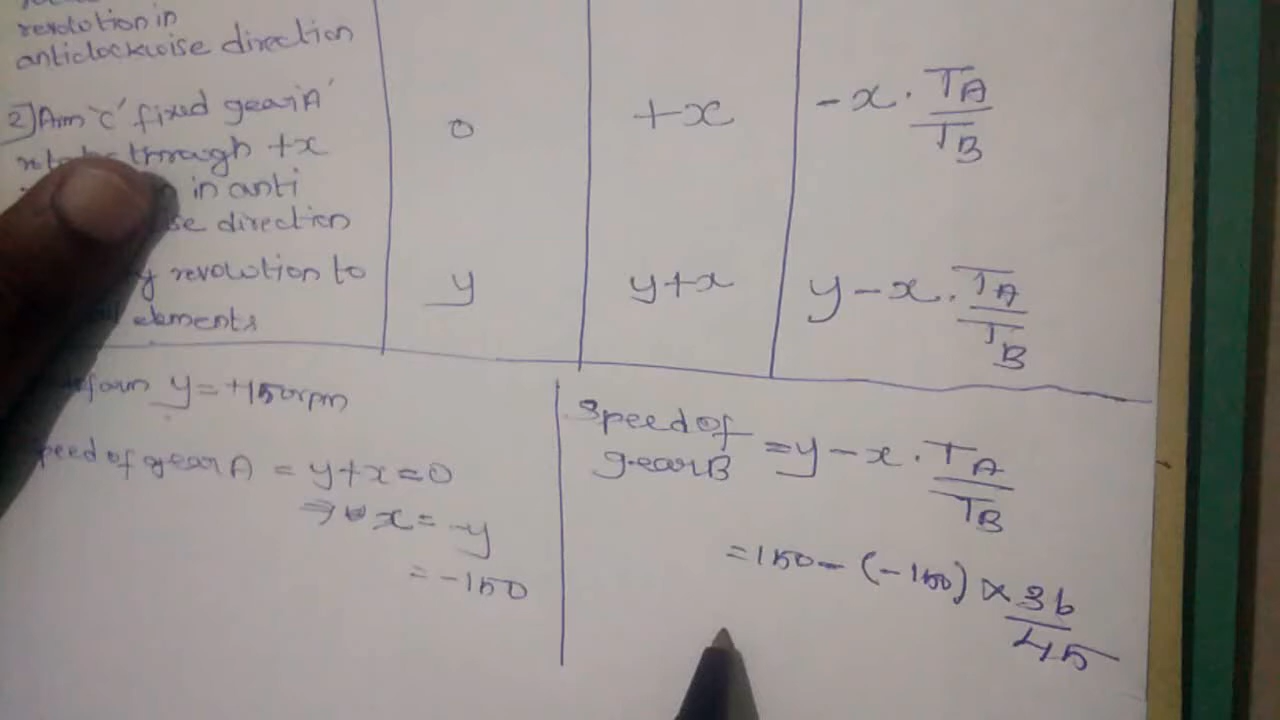 revolution in
anticlockwise direction
2) Arm 'c' fixed gear 'A'
through +x
in anti
direction
0
+x
-x . TA/TB
y revolution to
elements
y
y+x
y-x . TA/TB
y = +150rpm
speed of gear A = y+x=0
⇒ x = -y
= -150
Speed of
gear B = y-x . TA/TB
= 150 - (-150) × 36/45